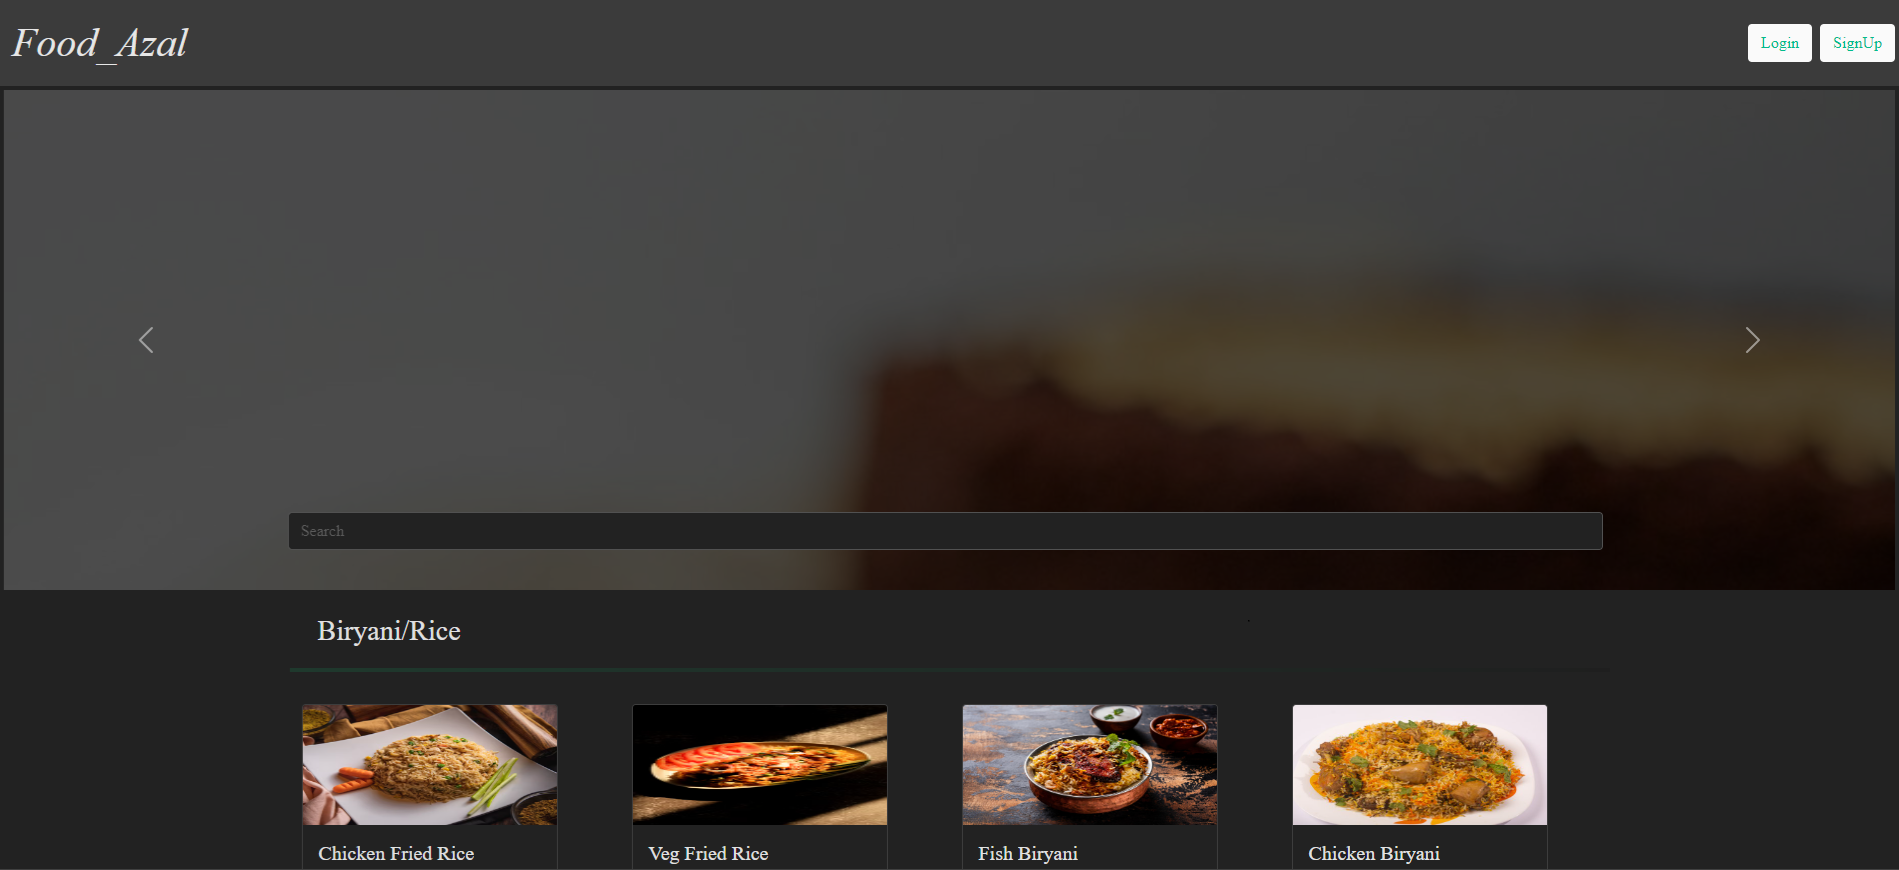 Food_Azal
Login
SignUp
Search
Biryani/Rice
Chicken Fried Rice
Veg Fried Rice
Fish Biryani
Chicken Biryani